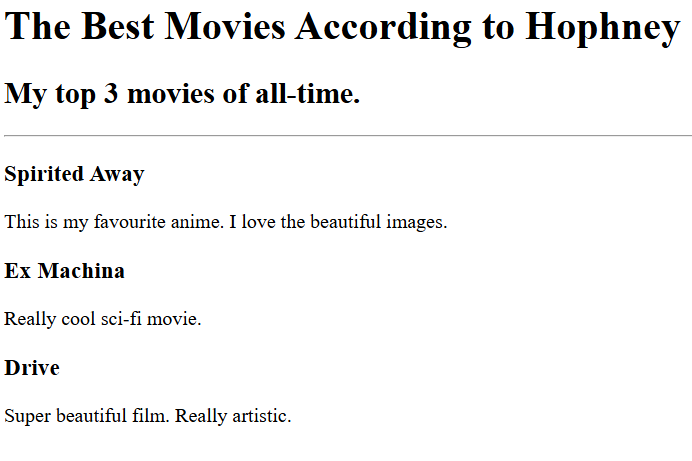 The Best Movies According to Hophney
My top 3 movies of all-time.
Spirited Away
This is my favourite anime. I love the beautiful images.
Ex Machina
Really cool sci-fi movie.
Drive
Super beautiful film. Really artistic.